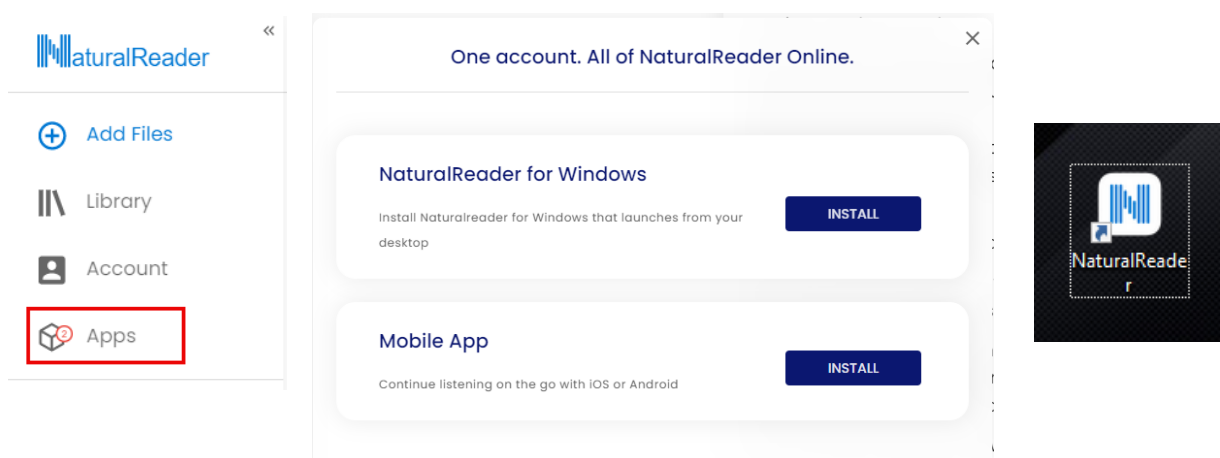 NaturalReader
«
Add Files
Library
Account
2
Apps
One account. All of NaturalReader Online.
NaturalReader for Windows
Install Naturalreader for Windows that launches from your
desktop
INSTALL
Mobile App
Continue listening on the go with iOS or Android
INSTALL
NaturalReade
r